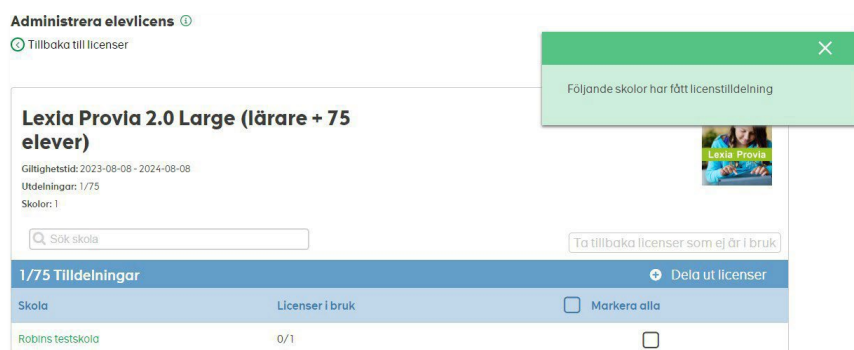 Administrera elevlicens
Tillbaka till licenser
Följande skolor har fått licenstilldelning
Lexia Provia 2.0 Large (lärare + 75
elever)
Lexia Provia
Giltighetstid: 2023-08-08 - 2024-08-08
Utdelningar: 1/75
Skolor: 1
Sök skola
Ta tillbaka licenser som ej är i bruk
1/75 Tilldelningar
Dela ut licenser
Skola
Licenser i bruk
Markera alla
Robins testskola
0/1